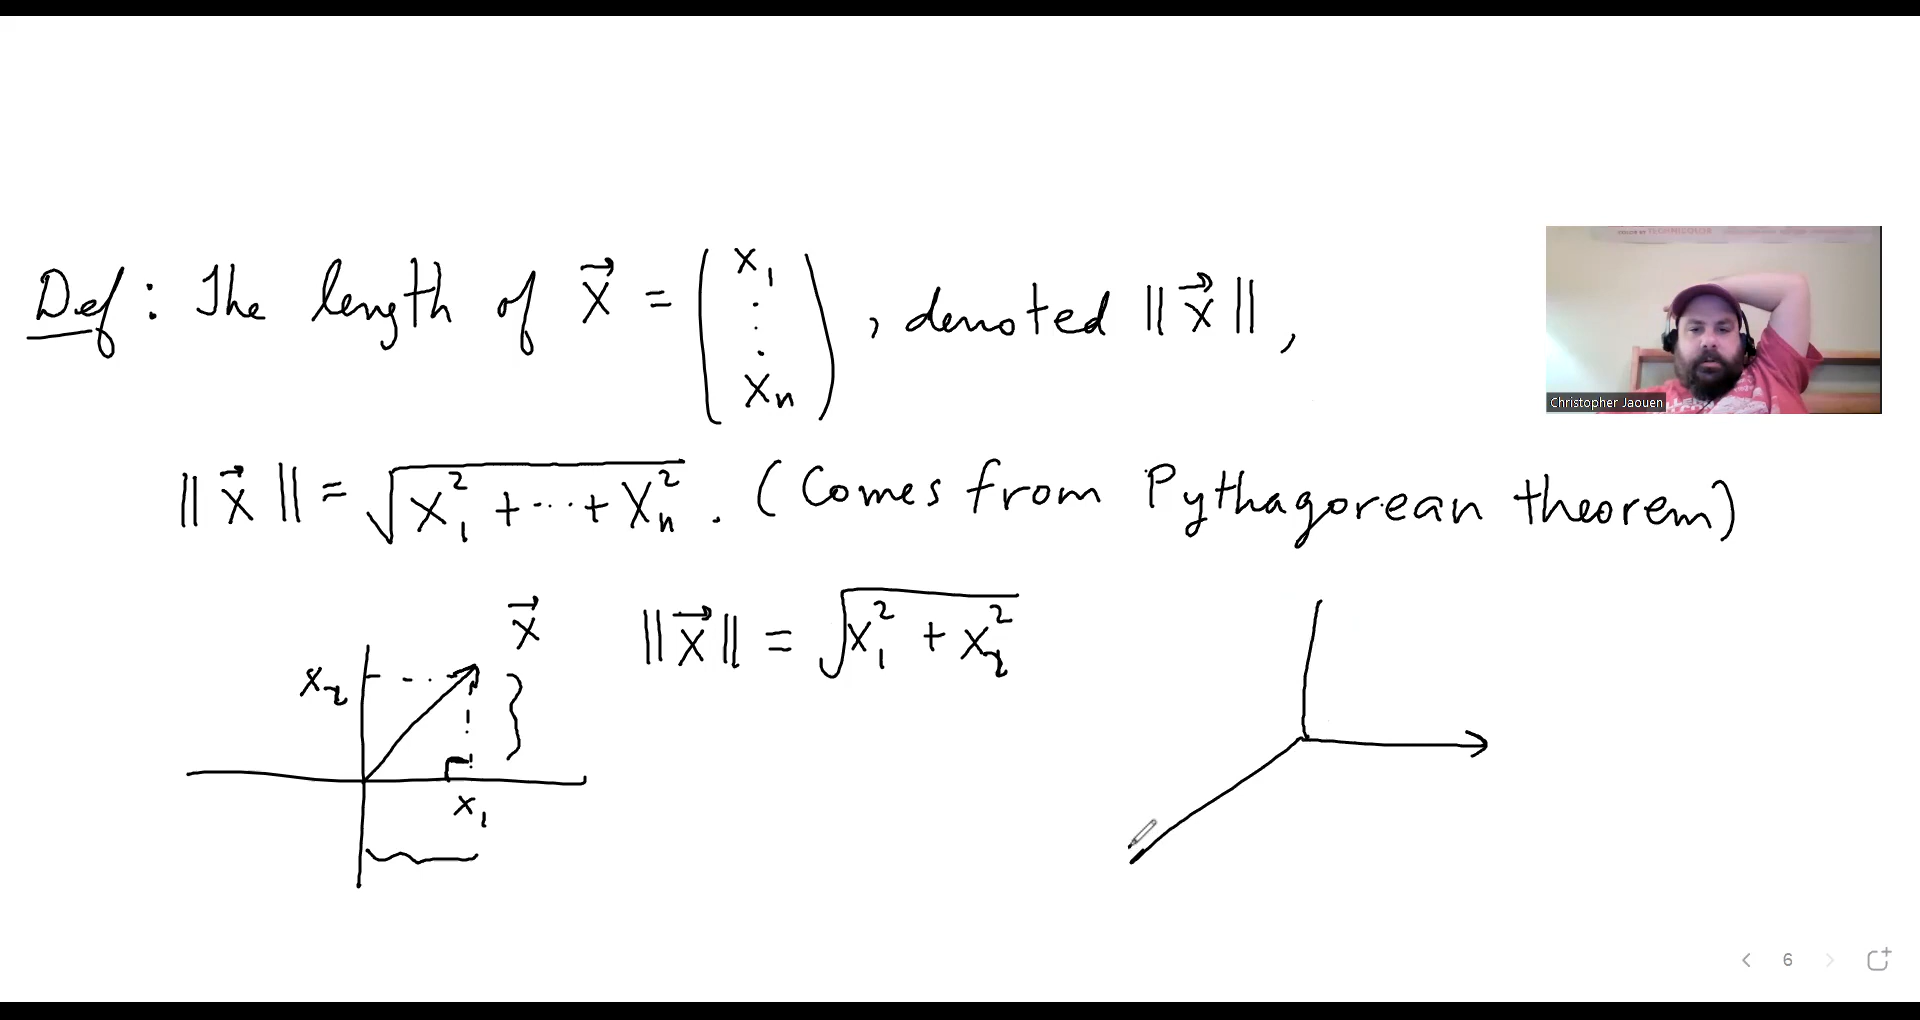 Def: The length of x⃗ = (x₁ ⋮ xₙ), denoted ‖x⃗‖,
‖x⃗‖ = √(x₁² + ⋯ + xₙ²). (Comes from Pythagorean theorem)
x⃗ ‖x⃗‖ = √(x₁² + x₂²)
x₂
x₁
Christopher Jaouen
6